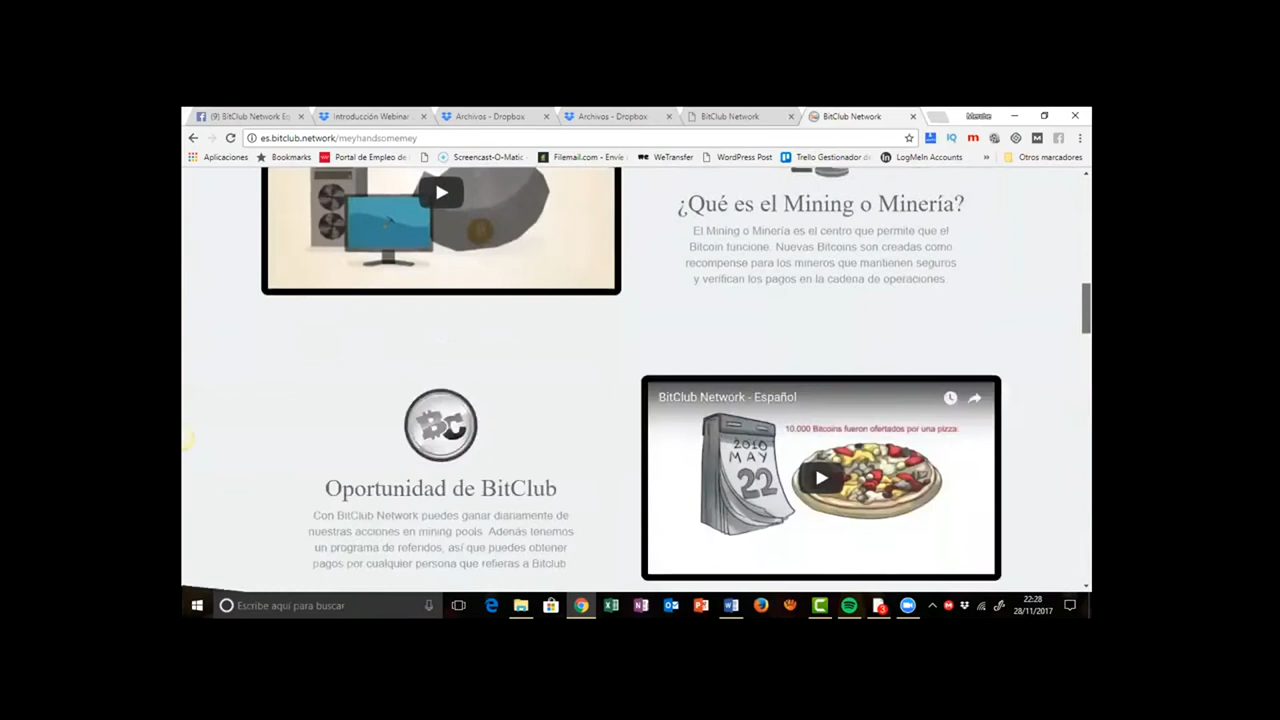 (9) BitClub Network Es
Introducción Webinar
Archivos - Dropbox
Archivos - Dropbox
BitClub Network
BitClub Network
Merche
es.bitclub.network/meyhandsomemey
Aplicaciones
Bookmarks
Portal de Empleo de
Screencast-O-Matic -
Filemail.com - Envíe
WeTransfer
WordPress Post
Trello Gestionador de
LogMeIn Accounts
»
Otros marcadores
¿Qué es el Mining o Minería?
El Mining o Minería es el centro que permite que el
Bitcoin funcione. Nuevas Bitcoins son creadas como
recompense para los mineros que mantienen seguros
y verifican los pagos en la cadena de operaciones.
BC
Oportunidad de BitClub
Con BitClub Network puedes ganar diariamente de
nuestras acciones en mining pools. Adenás tenemos
un programa de referidos, así que puedes obtener
pagos por cualquier persona que refieras a Bitclub
BitClub Network - Español
10.000 Bitcoins fueron ofertados por una pizza.
2010
MAY
22
Escribe aquí para buscar
22:28
28/11/2017